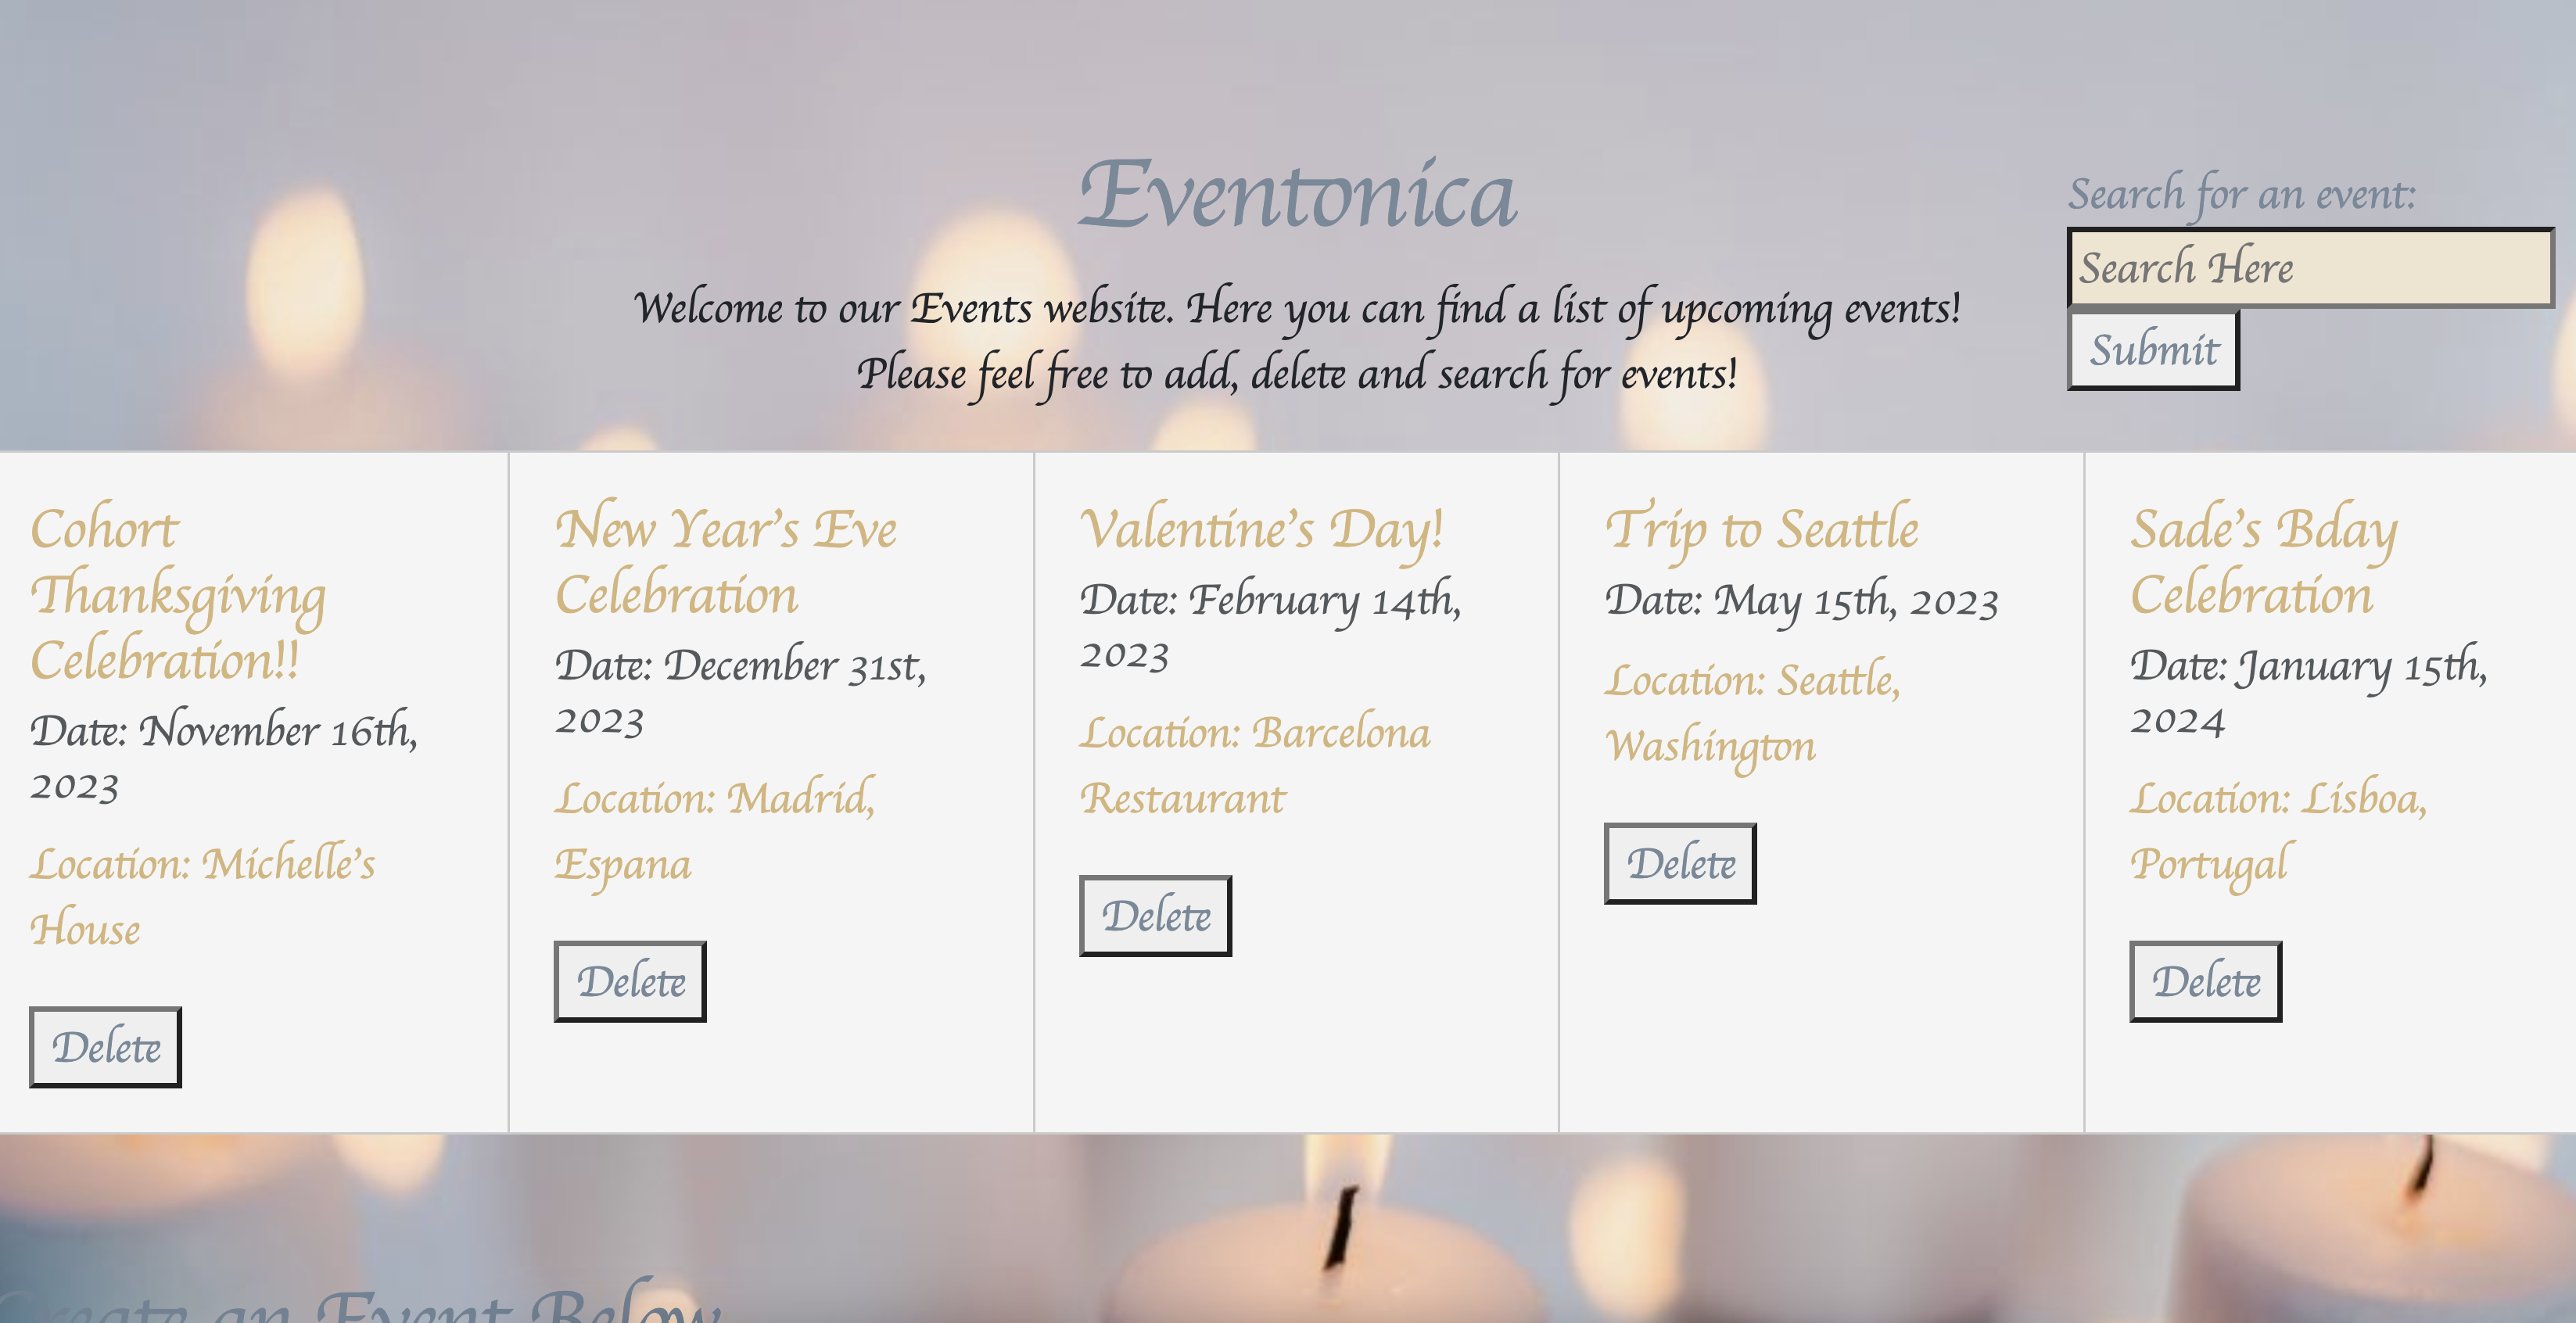 Eventonica
Welcome to our Events website. Here you can find a list of upcoming events!
Please feel free to add, delete and search for events!
Search for an event:
Search Here
Submit
Cohort
Thanksgiving
Celebration!!
Date: November 16th,
2023
Location: Michelle's
House
Delete
New Year's Eve
Celebration
Date: December 31st,
2023
Location: Madrid,
Espana
Delete
Valentine's Day!
Date: February 14th,
2023
Location: Barcelona
Restaurant
Delete
Trip to Seattle
Date: May 15th, 2023
Location: Seattle,
Washington
Delete
Sade's Bday
Celebration
Date: January 15th,
2024
Location: Lisboa,
Portugal
Delete
Create an Event Below